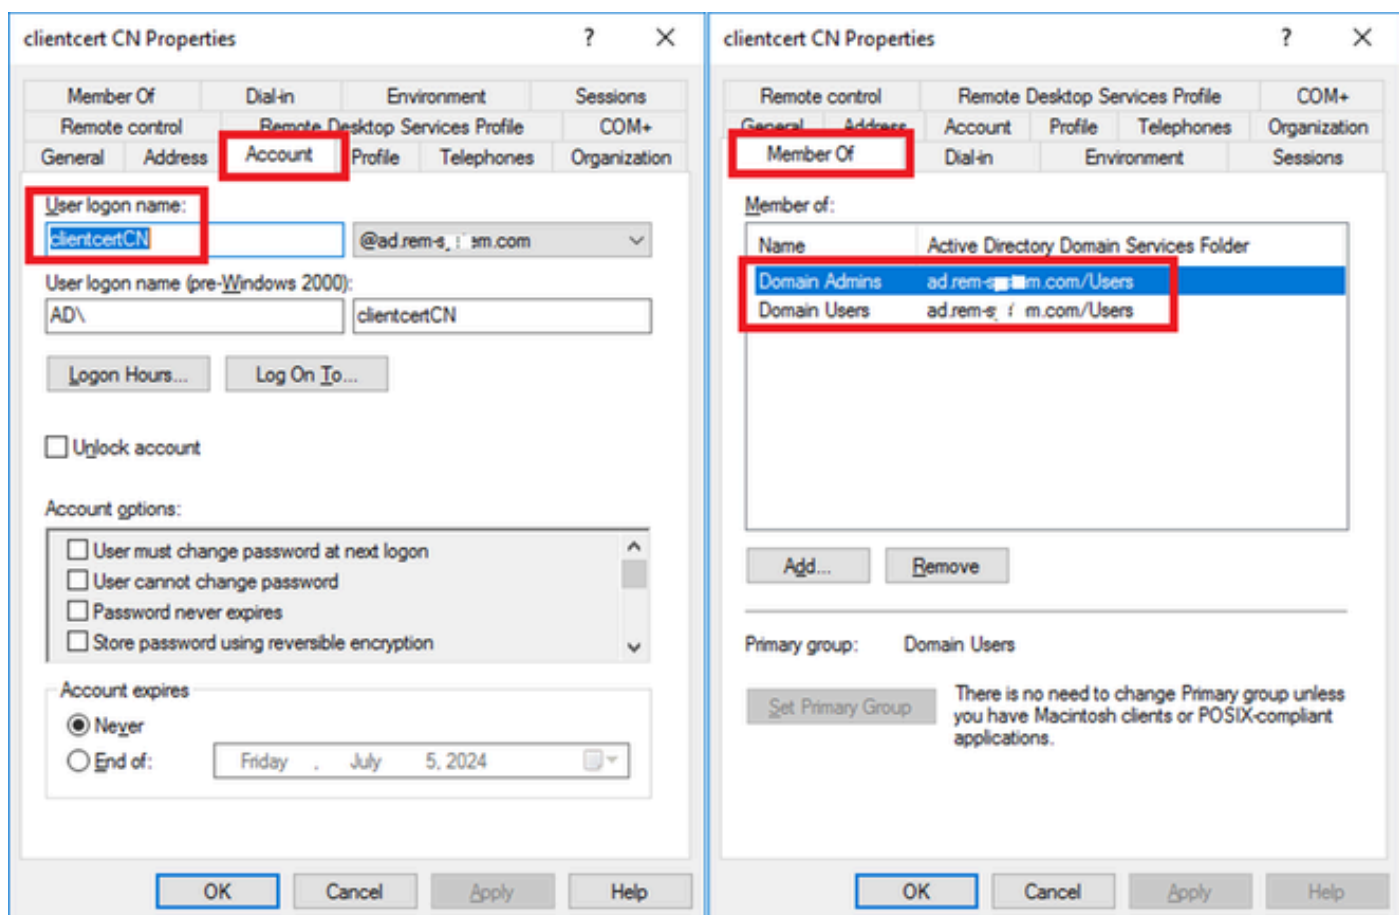 clientcert CN Properties
Member Of Dial-in Environment Sessions
Remote control Remote Desktop Services Profile COM+
General Address Account Profile Telephones Organization
User logon name:
clientcertCN
User logon name (pre-Windows 2000):
AD\ clientcertCN
Logon Hours... Log On To...
Unlock account
Account options:
User must change password at next logon
User cannot change password
Password never expires
Store password using reversible encryption
Account expires
Never
End of: Friday , July 5, 2024
OK Cancel Apply Help
clientcert CN Properties
Remote control Remote Desktop Services Profile COM+
General Address Account Profile Telephones Organization
Member Of Dial-in Environment Sessions
Member of:
Name Active Directory Domain Services Folder
Domain Admins
Domain Users
Add... Remove
Primary group: Domain Users
Set Primary Group
There is no need to change Primary group unless
you have Macintosh clients or POSIX-compliant
applications.
OK Cancel Apply Help